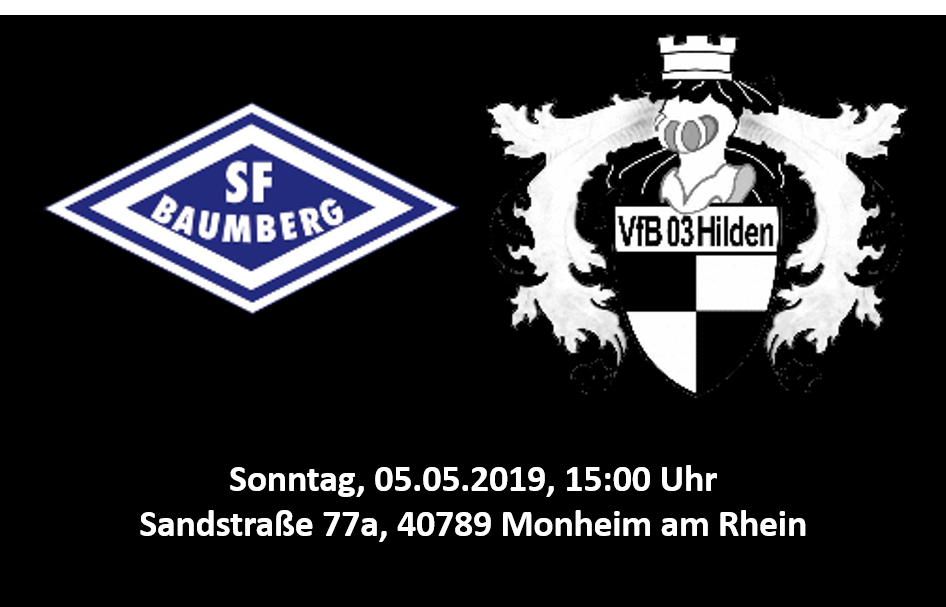 SF
BAUMBERG
VfB 03 Hilden
Sonntag, 05.05.2019, 15:00 Uhr
Sandstraße 77a, 40789 Monheim am Rhein